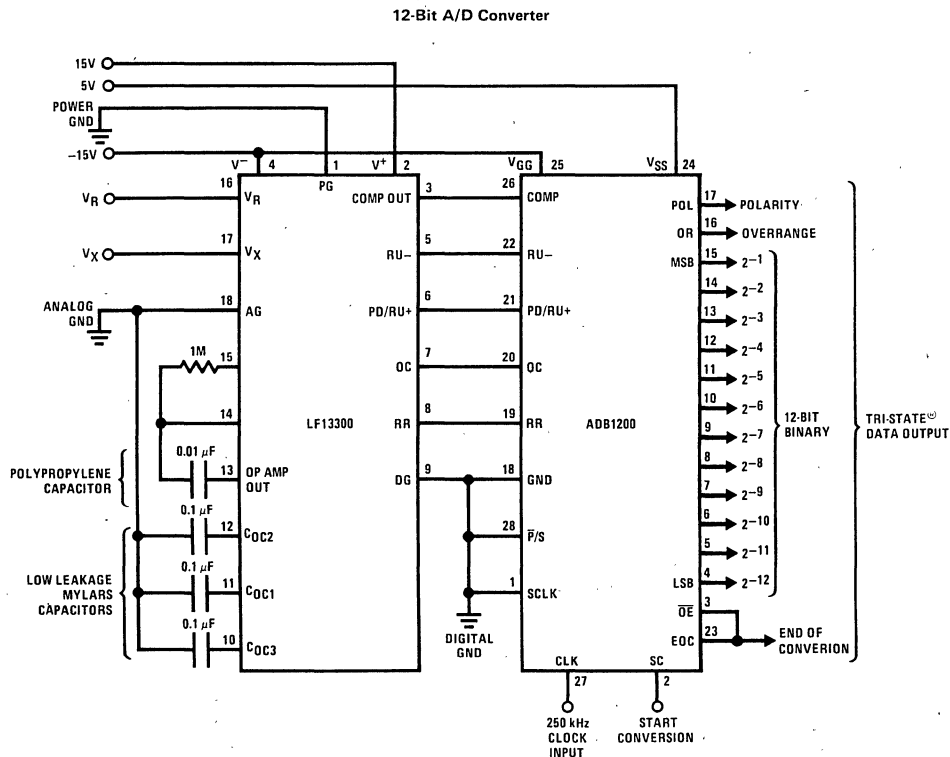 12-Bit A/D Converter
15V
5V
POWER
GND
-15V
V- 4
1
PG
V+ 2
VGG 25
VSS 24
VR
16
VR
COMP OUT
3
26
COMP
POL
17
POLARITY
OR
16
OVERRANGE
VX
17
VX
RU-
5
22
RU-
MSB
15
2-1
14
2-2
ANALOG
GND
18
AG
PD/RU+
6
21
PD/RU+
13
2-3
12
2-4
1M
15
OC
7
20
OC
11
2-5
10
2-6
14
LF13300
RR
8
19
RR
ADB1200
9
2-7
12-BIT
BINARY
TRI-STATE®
DATA OUTPUT
POLYPROPYLENE
CAPACITOR
0.01 µF
13
OP AMP
OUT
DG
9
18
GND
8
2-8
7
2-9
0.1 µF
12
COC2
28
P̅/S
6
2-10
5
2-11
LOW LEAKAGE
MYLARS
CAPACITORS
0.1 µF
11
COC1
1
SCLK
LSB
4
2-12
0.1 µF
10
COC3
DIGITAL
GND
O̅E̅
3
EOC
23
END OF
CONVERION
CLK
27
SC
2
250 kHz
CLOCK
INPUT
START
CONVERSION